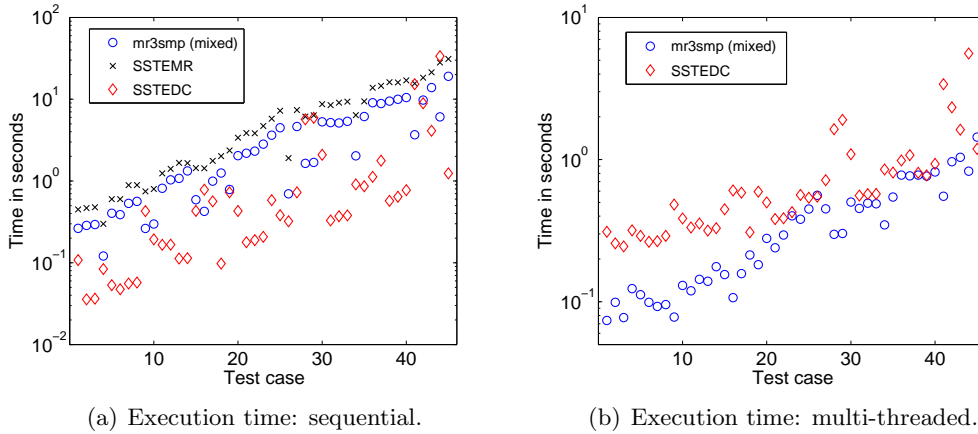 10^2
10^1
10^0
10^-1
10^-2
Time in seconds
mr3smp (mixed)
SSTEMR
SSTEDC
10 20 30 40
Test case
(a) Execution time: sequential.
10^1
10^0
10^-1
Time in seconds
mr3smp (mixed)
SSTEDC
10 20 30 40
Test case
(b) Execution time: multi-threaded.